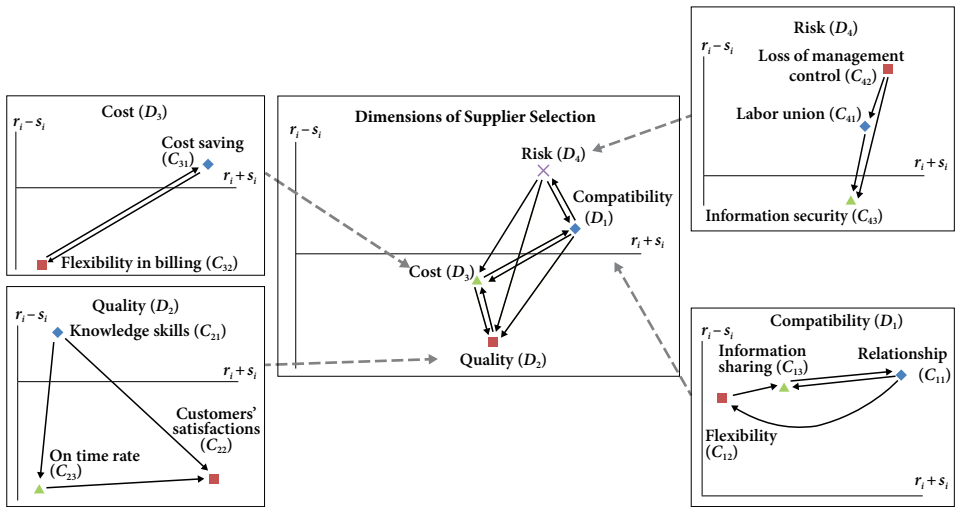 Cost (D3)
ri – si
Cost saving
(C31)
ri + si
Flexibility in billing (C32)
Quality (D2)
ri – si
Knowledge skills (C21)
ri + si
Customers'
satisfactions
(C22)
On time rate
(C23)
Dimensions of Supplier Selection
ri – si
Risk (D4)
Compatibility
(D1)
ri + si
Cost (D3)
Quality (D2)
Risk (D4)
ri – si
Loss of management
control (C42)
Labor union (C41)
ri + si
Information security (C43)
Compatibility (D1)
ri – si
Information
sharing (C13)
Relationship
(C11)
Flexibility
(C12)
ri + si